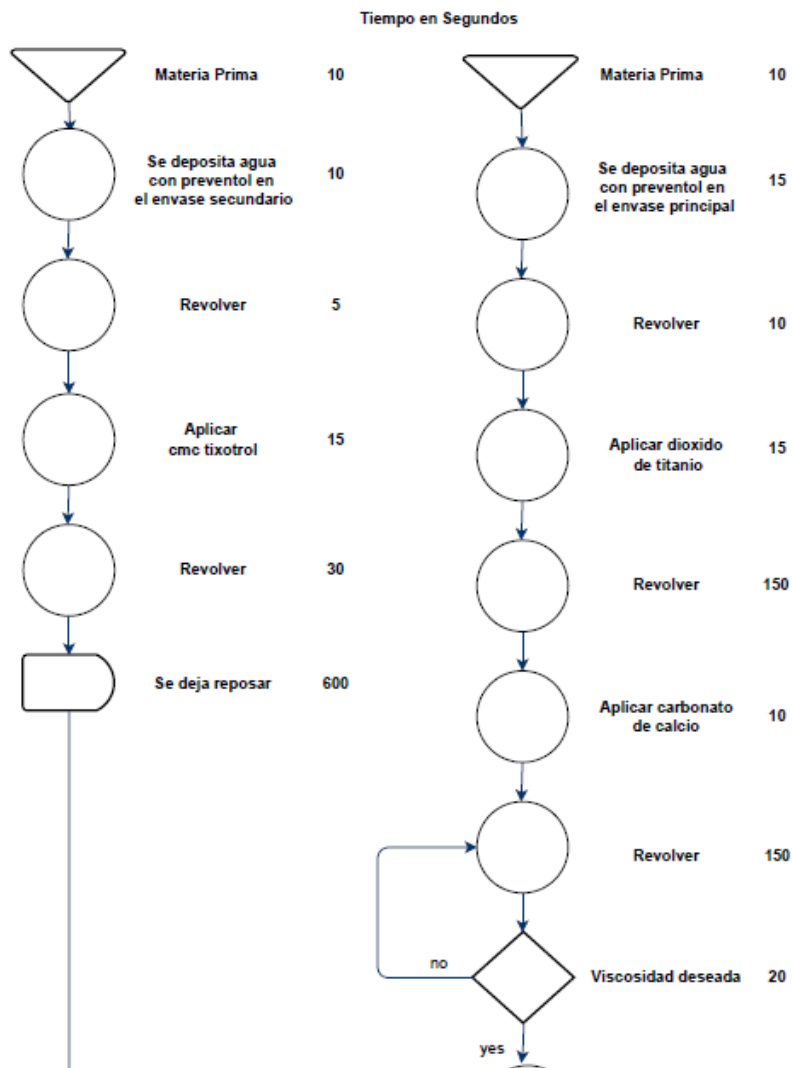 Tiempo en Segundos
Materia Prima 10
Se deposita agua
con preventol en
el envase secundario
10
Revolver 5
Aplicar
cmc tixotrol
15
Revolver 30
Se deja reposar 600
Materia Prima 10
Se deposita agua
con preventol en
el envase principal
15
Revolver 10
Aplicar dioxido
de titanio
15
Revolver 150
Aplicar carbonato
de calcio
10
Revolver 150
no
Viscosidad deseada 20
yes